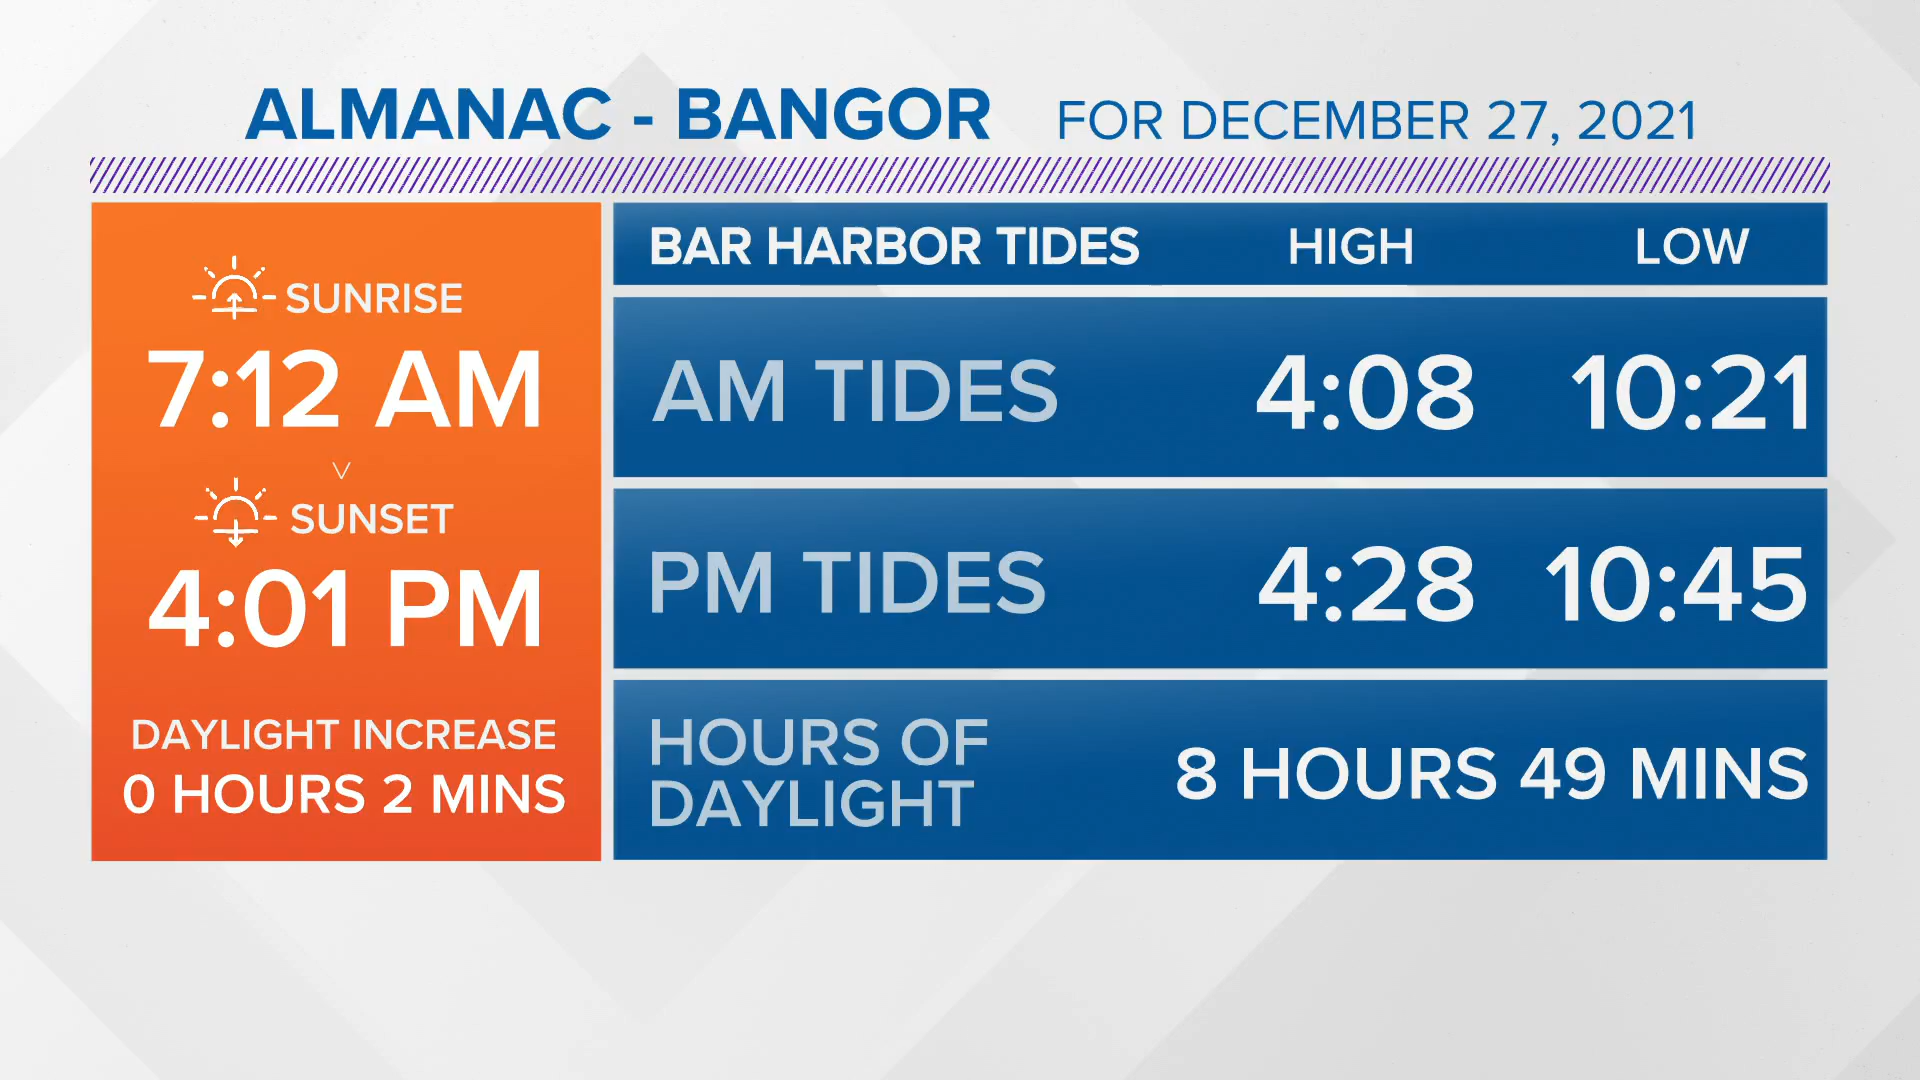 ALMANAC - BANGOR FOR DECEMBER 27, 2021
SUNRISE
7:12 AM
SUNSET
4:01 PM
DAYLIGHT INCREASE
0 HOURS 2 MINS
BAR HARBOR TIDES HIGH LOW
AM TIDES 4:08 10:21
PM TIDES 4:28 10:45
HOURS OF
DAYLIGHT
8 HOURS 49 MINS